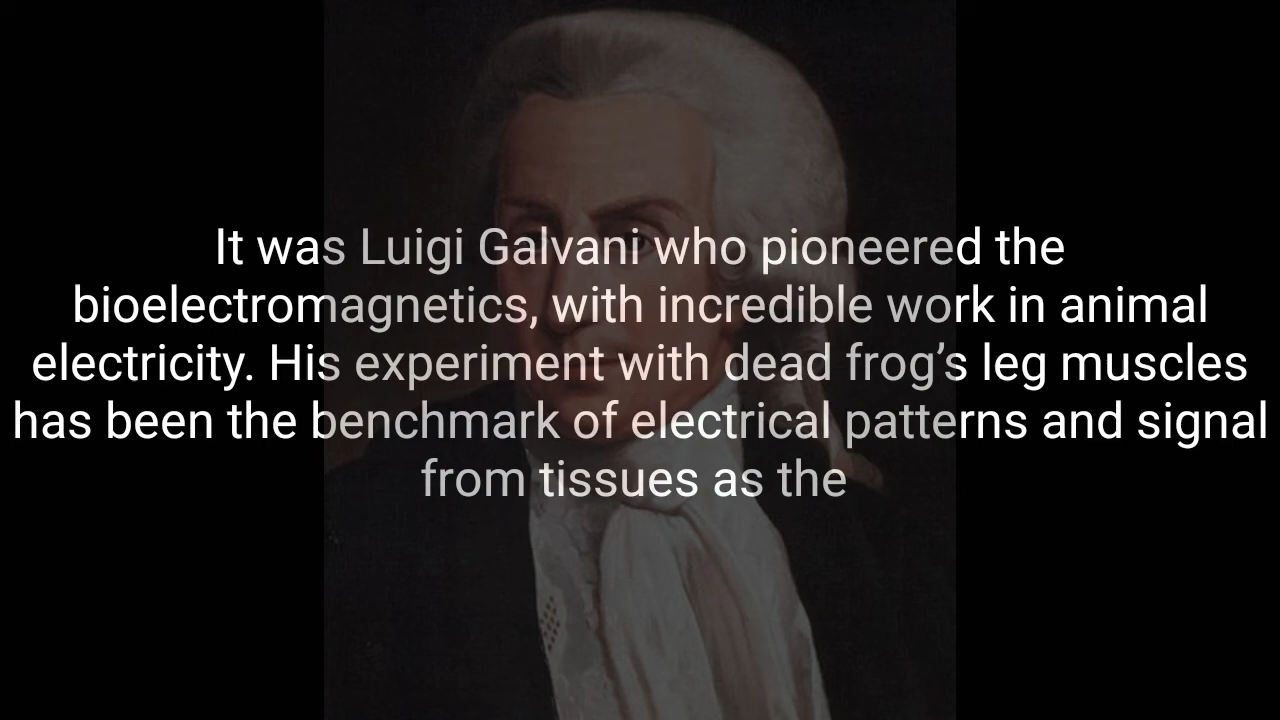 It was Luigi Galvani who pioneered the
bioelectromagnetics, with incredible work in animal
electricity. His experiment with dead frog’s leg muscles
has been the benchmark of electrical patterns and signal
from tissues as the